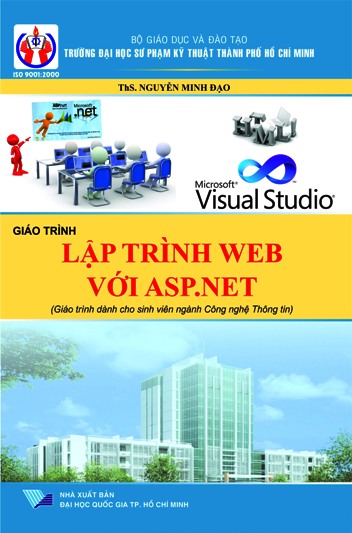 BỘ GIÁO DỤC VÀ ĐÀO TẠO
TRƯỜNG ĐẠI HỌC SƯ PHẠM KỸ THUẬT THÀNH PHỐ HỒ CHÍ MINH
ISO 9001:2000
ThS. NGUYỄN MINH ĐẠO
Microsoft
.net
HTML
Microsoft®
Visual Studio®
GIÁO TRÌNH
LẬP TRÌNH WEB
VỚI ASP.NET
(Giáo trình dành cho sinh viên ngành Công nghệ Thông tin)
NHÀ XUẤT BẢN
ĐẠI HỌC QUỐC GIA TP. HỒ CHÍ MINH